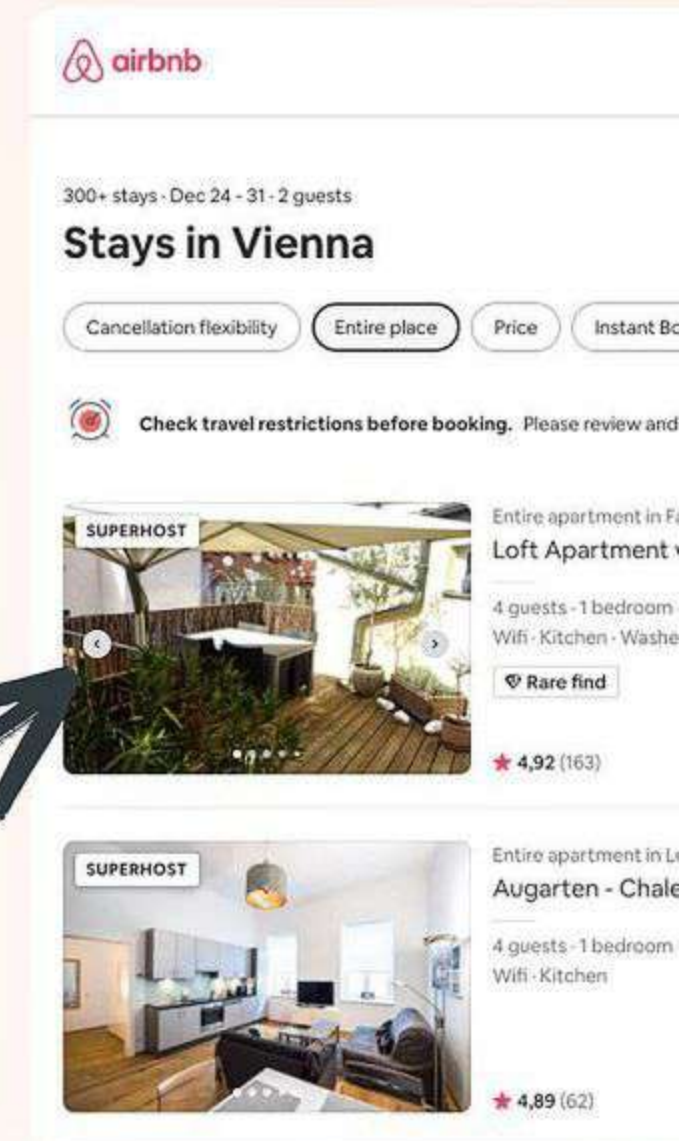 airbnb
300+ stays · Dec 24 - 31 · 2 guests
Stays in Vienna
Cancellation flexibility
Entire place
Price
Instant Bo
Check travel restrictions before booking. Please review and
SUPERHOST
Entire apartment in Fa
Loft Apartment
4 guests · 1 bedroom
Wifi · Kitchen · Washe
Rare find
4,92 (163)
SUPERHOST
Entire apartment in Le
Augarten - Chale
4 guests · 1 bedroom
Wifi · Kitchen
4,89 (62)